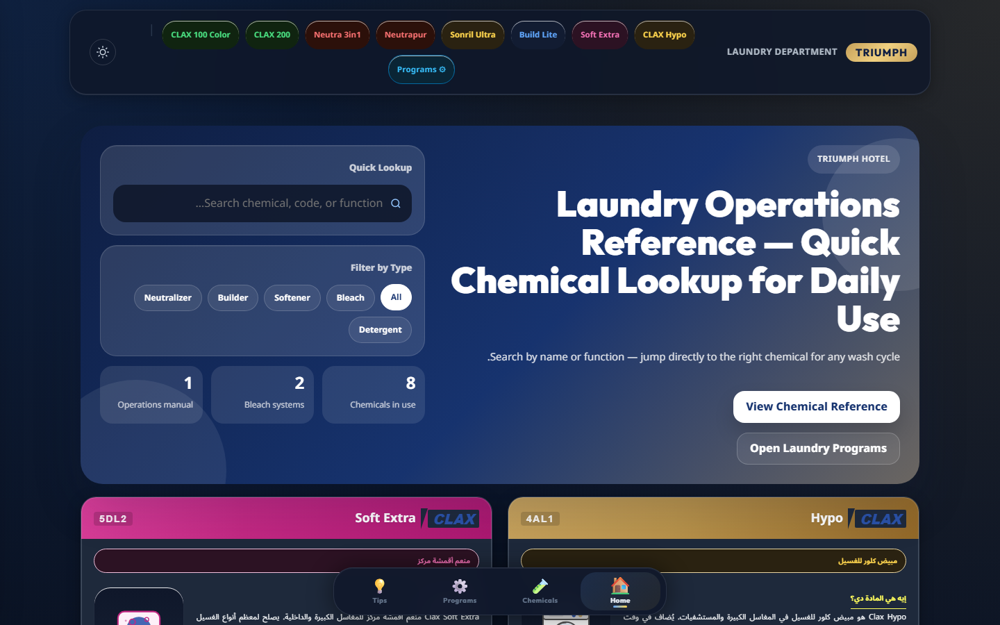 TRIUMPH LAUNDRY DEPARTMENT
CLAX 100 Color
CLAX 200
Neutra 3in1
Neutrapur
Sonril Ultra
Build Lite
Soft Extra
CLAX Hypo
Programs ⚙
TRIUMPH HOTEL
Laundry Operations
Reference — Quick
Chemical Lookup for Daily
Use
.Search by name or function — jump directly to the right chemical for any wash cycle
View Chemical Reference
Open Laundry Programs
Quick Lookup
...Search chemical, code, or function
Filter by Type
All
Bleach
Softener
Builder
Neutralizer
Detergent
8
Chemicals in use
2
Bleach systems
1
Operations manual
CLAX Hypo
4AL1
مبيض كلور للغسيل
إيه هي المادة دي؟
Clax Hypo هو مبيض كلور للغسيل في المغاسل الكبيرة والمستشفيات. يُضاف في وقت
CLAX Soft Extra
5DL2
منعم أقمشة مركز
Clax Soft Extra منعم أقمشة مركز للمغاسل الكبيرة والداخلية. يصلح لمعظم أنواع الغسيل
Home
Chemicals
Programs
Tips